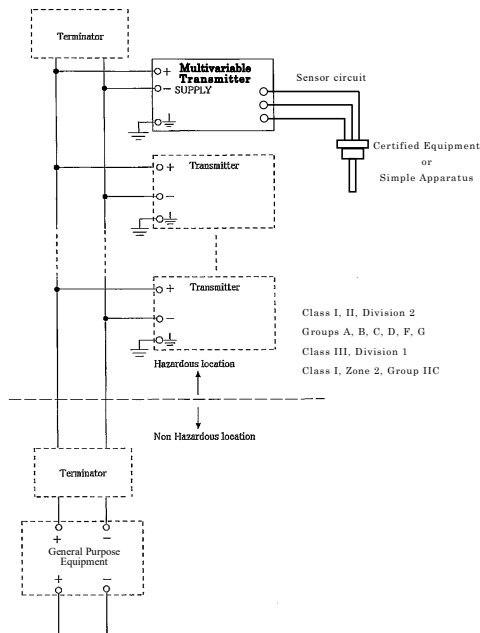 Terminator
Multivariable
Transmitter
+
− SUPPLY
Sensor circuit
Certified Equipment
or
Simple Apparatus
+ Transmitter
−
+ Transmitter
−
Class I, II, Division 2
Groups A, B, C, D, F, G
Class III, Division 1
Class I, Zone 2, Group IIC
Hazardous location
Non Hazardous location
Terminator
+ −
General Purpose
Equipment
+ −